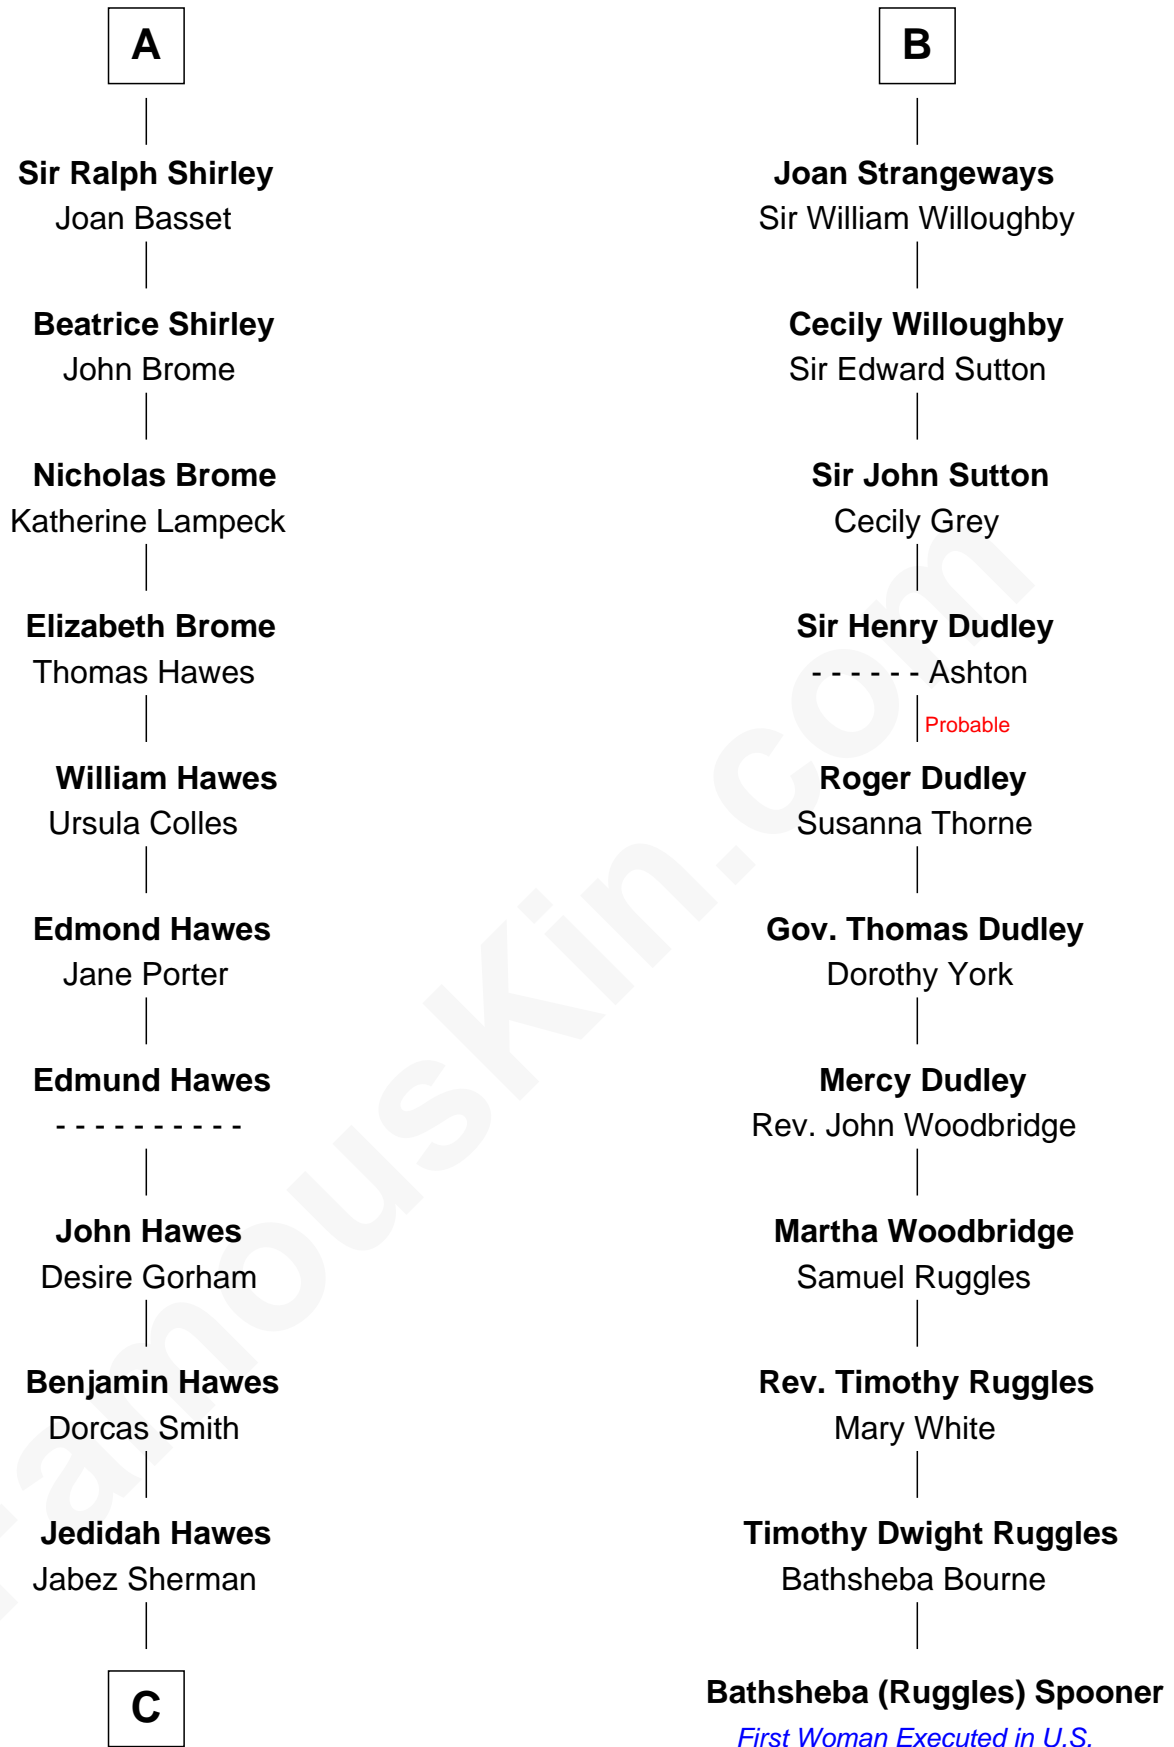 A
Sir Ralph Shirley
Joan Basset
Beatrice Shirley
John Brome
Nicholas Brome
Katherine Lampeck
Elizabeth Brome
Thomas Hawes
William Hawes
Ursula Colles
Edmond Hawes
Jane Porter
Edmund Hawes
- - - - - - - - - -
John Hawes
Desire Gorham
Benjamin Hawes
Dorcas Smith
Jedidah Hawes
Jabez Sherman
C
B
Joan Strangeways
Sir William Willoughby
Cecily Willoughby
Sir Edward Sutton
Sir John Sutton
Cecily Grey
Sir Henry Dudley
- - - - - - Ashton
Probable
Roger Dudley
Susanna Thorne
Gov. Thomas Dudley
Dorothy York
Mercy Dudley
Rev. John Woodbridge
Martha Woodbridge
Samuel Ruggles
Rev. Timothy Ruggles
Mary White
Timothy Dwight Ruggles
Bathsheba Bourne
Bathsheba (Ruggles) Spooner
First Woman Executed in U.S.
FamousKin.com